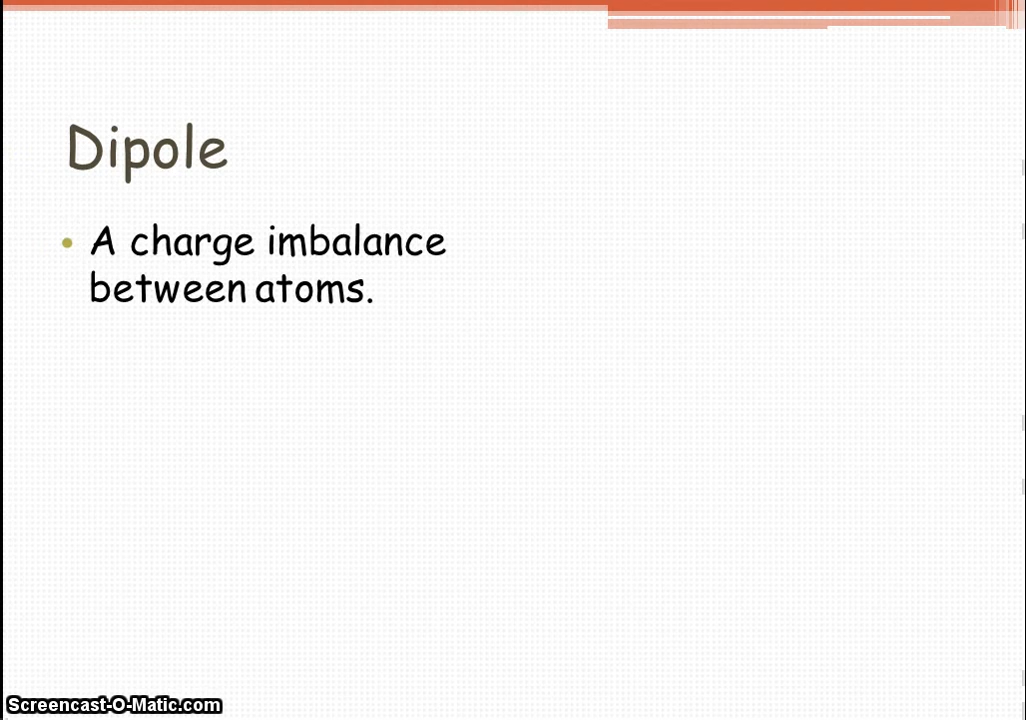 Dipole
• A charge imbalance
between atoms.
Screencast-O-Matic.com